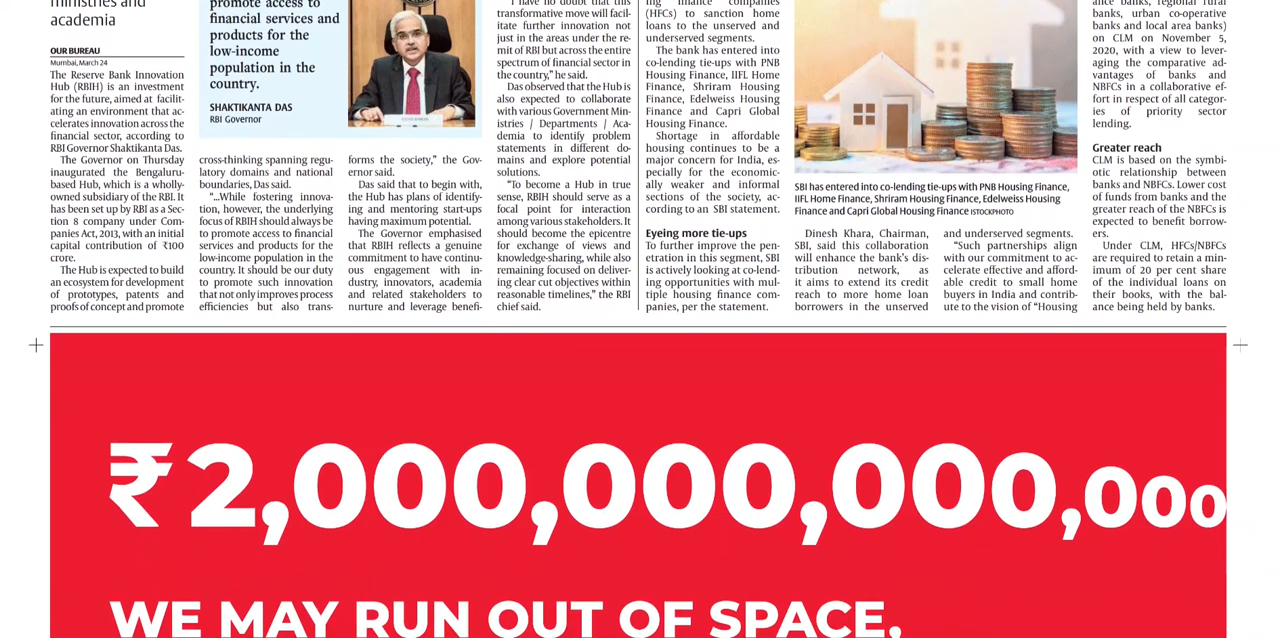 ministries and
academia
OUR BUREAU
Mumbai, March 24
The Reserve Bank Innovation
Hub (RBIH) is an investment
for the future, aimed at facilit-
ating an environment that ac-
celerates innovation across the
financial sector, according to
RBI Governor Shaktikanta Das.
The Governor on Thursday
inaugurated the Bengaluru-
based Hub, which is a wholly-
owned subsidiary of the RBI. It
has been set up by RBI as a Sec-
tion 8 company under Com-
panies Act, 2013, with an initial
capital contribution of ₹100
crore.
The Hub is expected to build
an ecosystem for development
of prototypes, patents and
proofs of concept and promote
promote access to
financial services and
products for the
low-income
population in the
country.
SHAKTIKANTA DAS
RBI Governor
cross-thinking spanning regu-
latory domains and national
boundaries, Das said.
“...While fostering innova-
tion, however, the underlying
focus of RBIH should always be
to promote access to financial
services and products for the
low-income population in the
country. It should be our duty
to promote such innovation
that not only improves process
efficiencies but also trans-
forms the society,” the Gov-
ernor said.
Das said that to begin with,
the Hub has plans of identify-
ing and mentoring start-ups
having maximum potential.
The Governor emphasised
that RBIH reflects a genuine
commitment to have continu-
ous engagement with in-
dustry, innovators, academia
and related stakeholders to
nurture and leverage benefi-
“I have no doubt that this
transformative move will facil-
itate further innovation not
just in the areas under the re-
mit of RBI but across the entire
spectrum of financial sector in
the country,” he said.
Das observed that the Hub is
also expected to collaborate
with various Government Min-
istries / Departments / Aca-
demia to identify problem
statements in different do-
mains and explore potential
solutions.
“To become a Hub in true
sense, RBIH should serve as a
focal point for interaction
among various stakeholders. It
should become the epicentre
for exchange of views and
knowledge-sharing, while also
remaining focused on deliver-
ing clear cut objectives within
reasonable timelines,” the RBI
chief said.
ing finance companies
(HFCs) to sanction home
loans to the unserved and
underserved segments.
The bank has entered into
co-lending tie-ups with PNB
Housing Finance, IIFL Home
Finance, Shriram Housing
Finance, Edelweiss Housing
Finance and Capri Global
Housing Finance.
Shortage in affordable
housing continues to be a
major concern for India, es-
pecially for the economic-
ally weaker and informal
sections of the society, ac-
cording to an SBI statement.
Eyeing more tie-ups
To further improve the pen-
etration in this segment, SBI
is actively looking at co-lend-
ing opportunities with mul-
tiple housing finance com-
panies, per the statement.
SBI has entered into co-lending tie-ups with PNB Housing Finance,
IIFL Home Finance, Shriram Housing Finance, Edelweiss Housing
Finance and Capri Global Housing Finance ISTOCKPHOTO
Dinesh Khara, Chairman,
SBI, said this collaboration
will enhance the bank’s dis-
tribution network, as
it aims to extend its credit
reach to more home loan
borrowers in the unserved
and underserved segments.
“Such partnerships align
with our commitment to ac-
celerate effective and afford-
able credit to small home
buyers in India and contrib-
ute to the vision of “Housing
ance banks, regional rural
banks, urban co-operative
banks and local area banks)
on CLM on November 5,
2020, with a view to lever-
aging the comparative ad-
vantages of banks and
NBFCs in a collaborative ef-
fort in respect of all categor-
ies of priority sector
lending.
Greater reach
CLM is based on the symbi-
otic relationship between
banks and NBFCs. Lower cost
of funds from banks and the
greater reach of the NBFCs is
expected to benefit borrow-
ers.
Under CLM, HFCs/NBFCs
are required to retain a min-
imum of 20 per cent share
of the individual loans on
their books, with the bal-
ance being held by banks.
₹2,000,000,000,000
WE MAY RUN OUT OF SPACE,